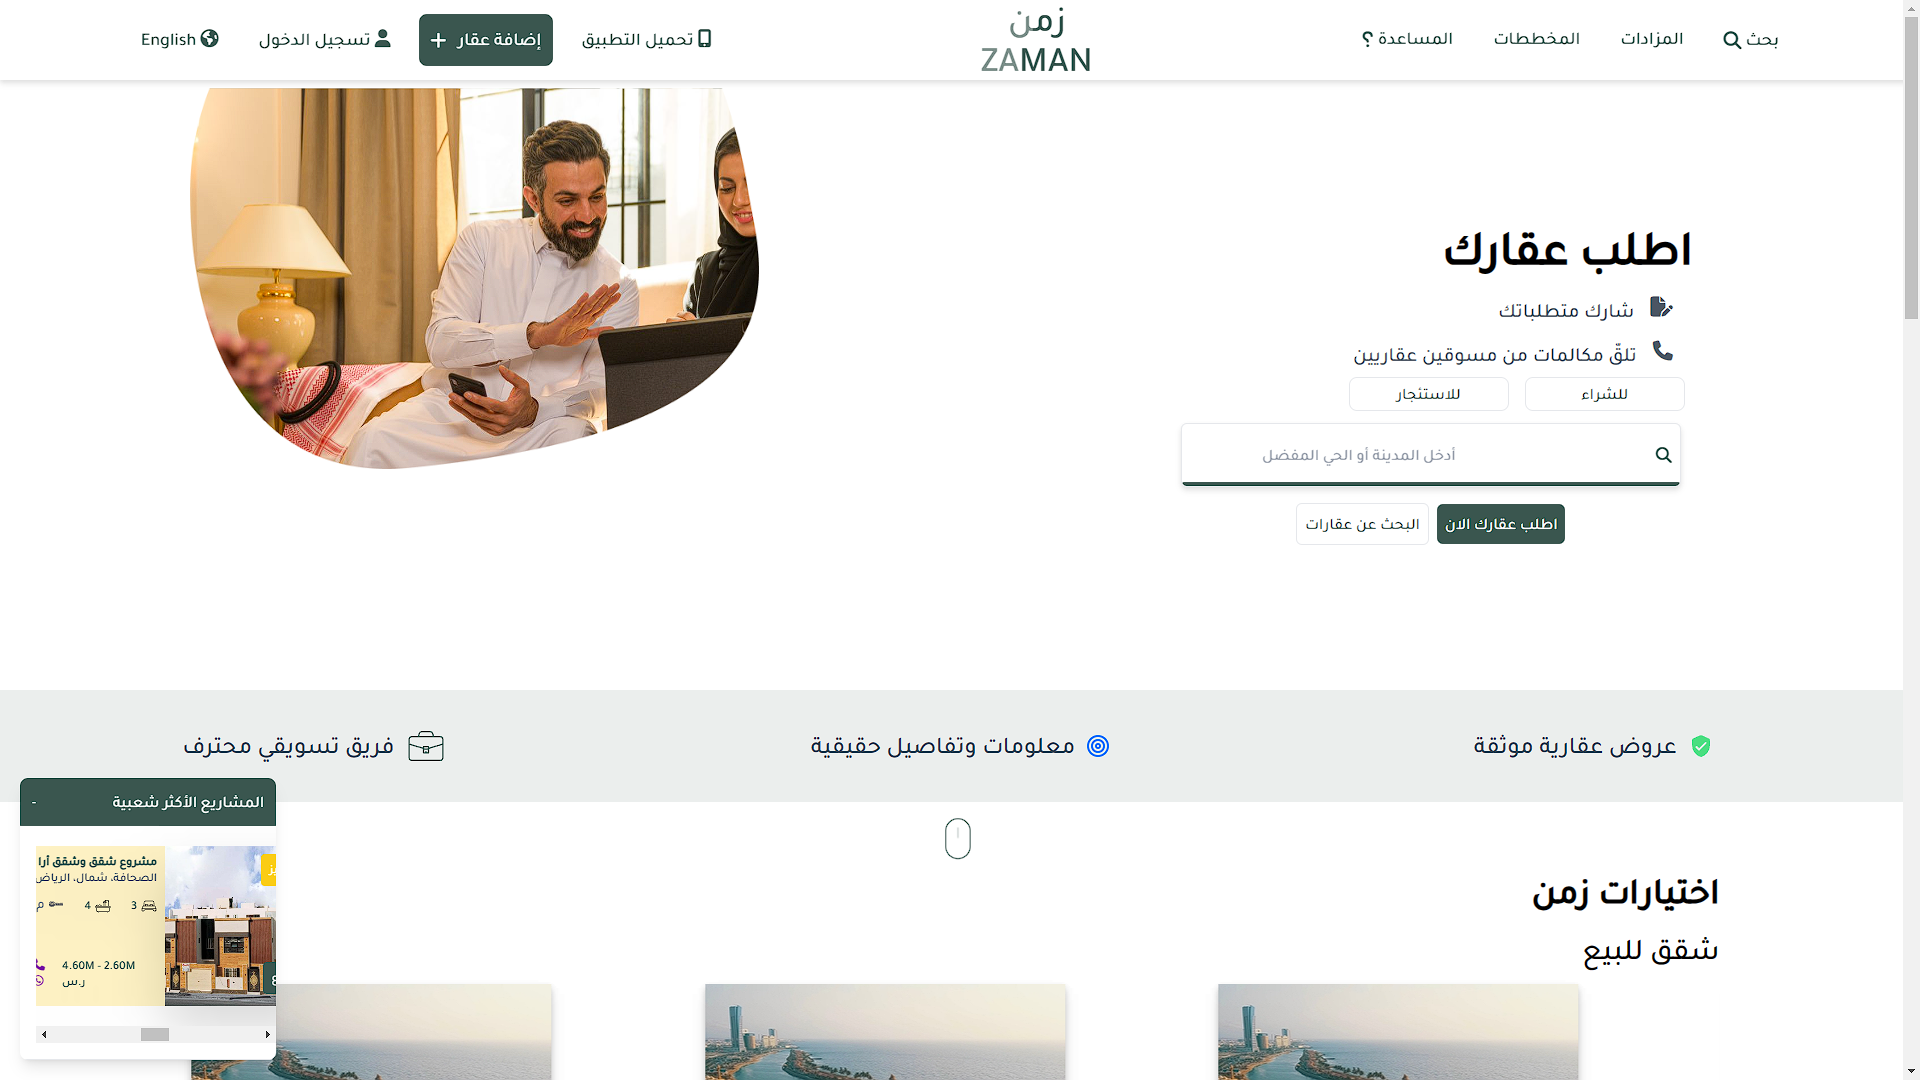 بحث
المزادات
المخططات
المساعدة ؟
زمن
ZAMAN
تحميل التطبيق
إضافة عقار +
تسجيل الدخول
English
اطلب عقارك
شارك متطلباتك
تلقّ مكالمات من مسوقين عقاريين
للشراء
للاستئجار
أدخل المدينة أو الحي المفضل
اطلب عقارك الان
البحث عن عقارات
عروض عقارية موثقة
معلومات وتفاصيل حقيقية
فريق تسويقي محترف
المشاريع الأكثر شعبية -
مشروع شقق وشقق أرا
الصحافة، شمال، الرياض
3
4
م
4.60M - 2.60M
ر.س
اختيارات زمن
شقق للبيع